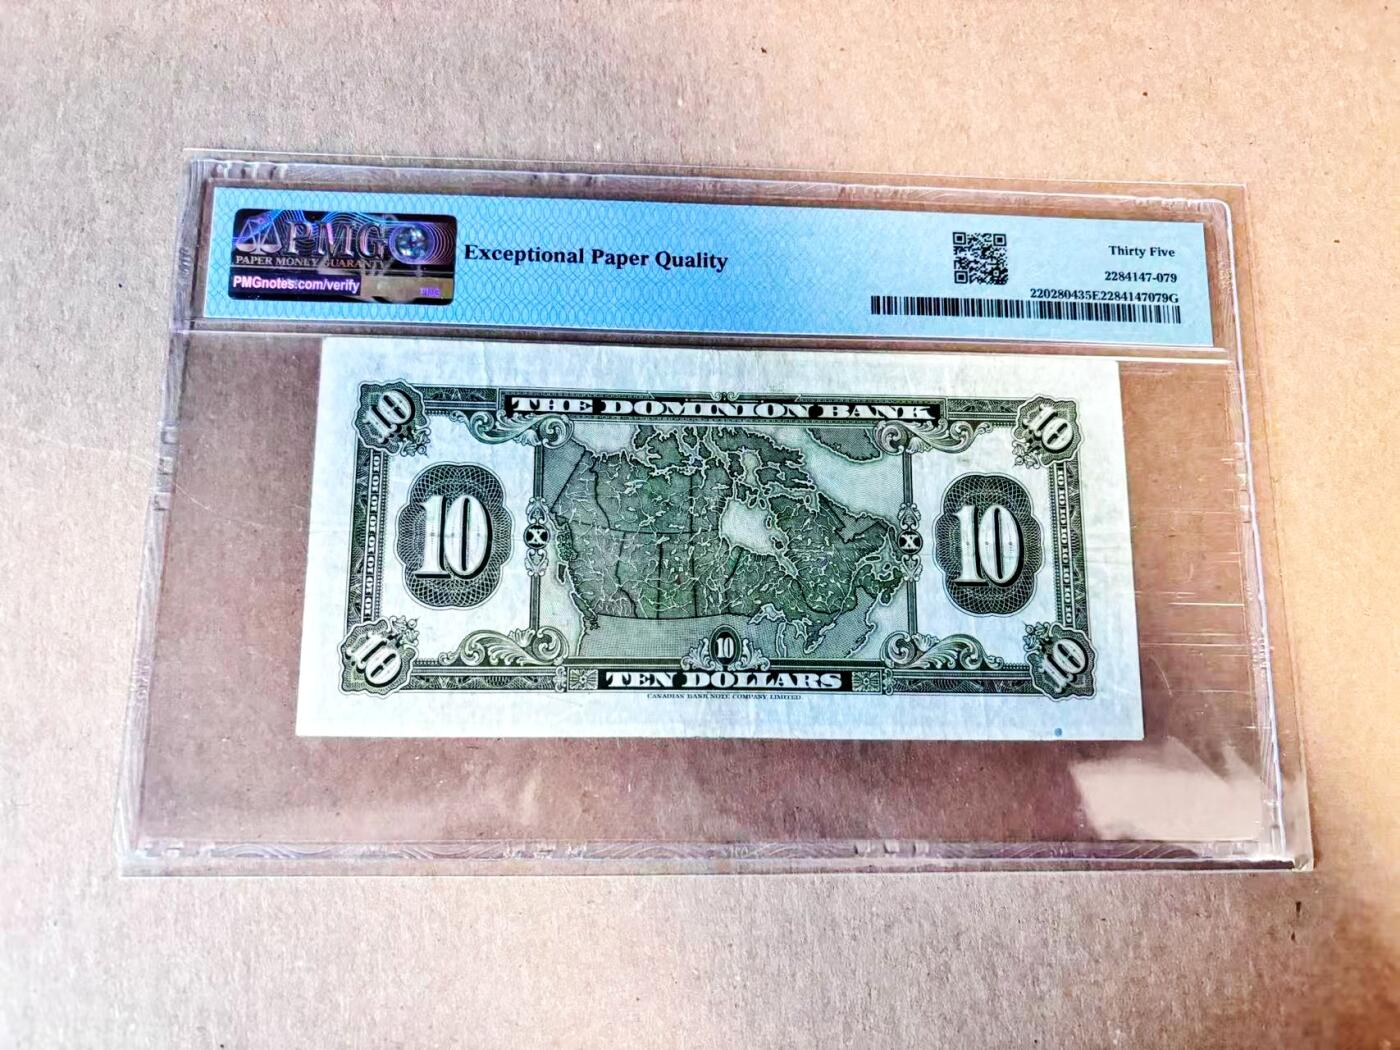 PMG
PAPER MONEY GUARANTY
PMGnotes.com/verify
Exceptional Paper Quality
Thirty Five
2284147-079
220280435E2284147079G
10
THE DOMINION BANK
10
10
X
X
10
10
10
10
TEN DOLLARS
CANADIAN BANK NOTE COMPANY, LIMITED